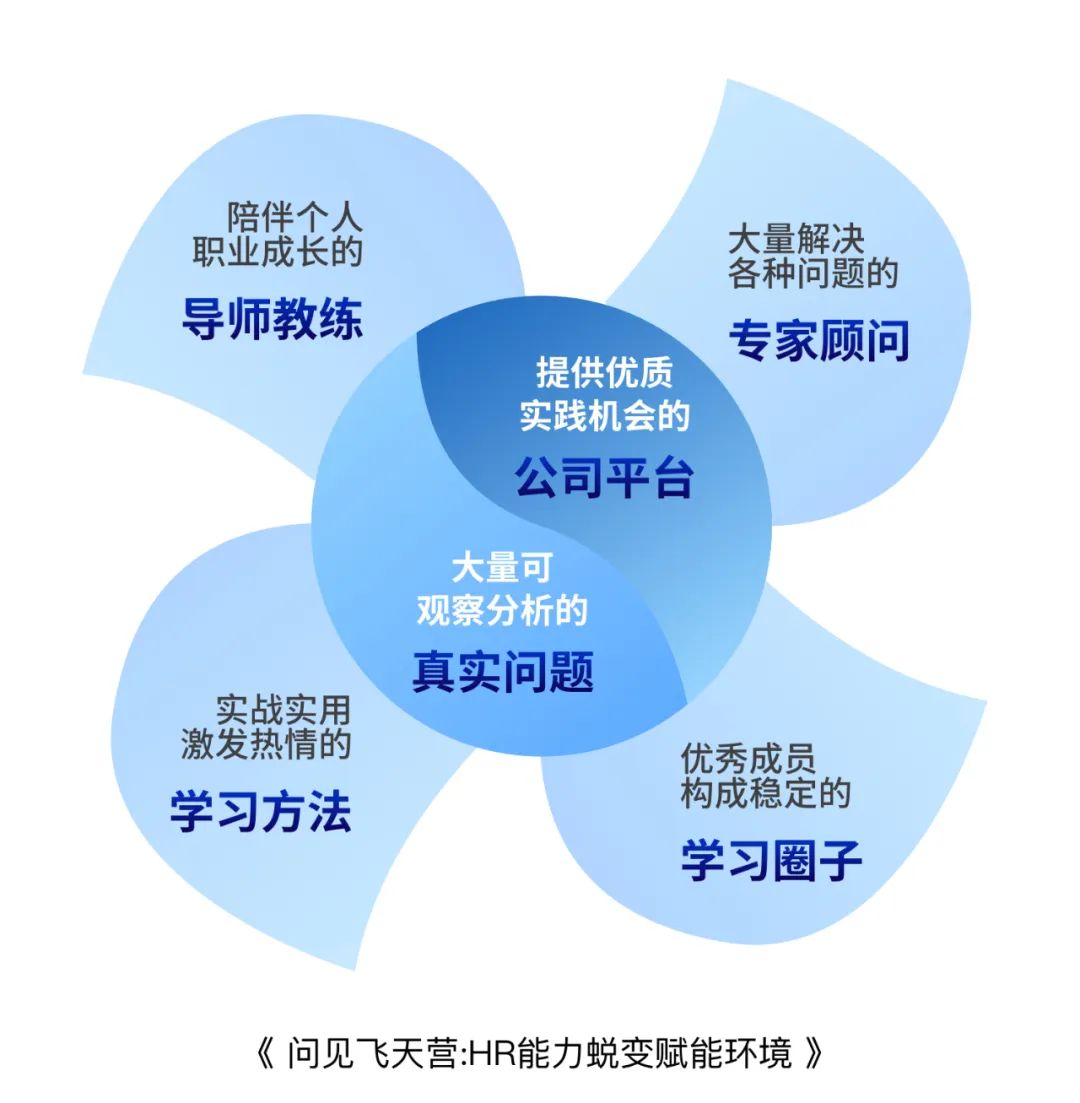 陪伴个人
职业成长的
导师教练
大量解决
各种问题的
专家顾问
提供优质
实践机会的
公司平台
大量可
观察分析的
真实问题
实战实用
激发热情的
学习方法
优秀成员
构成稳定的
学习圈子
《 问见飞天营:HR能力蜕变赋能环境 》